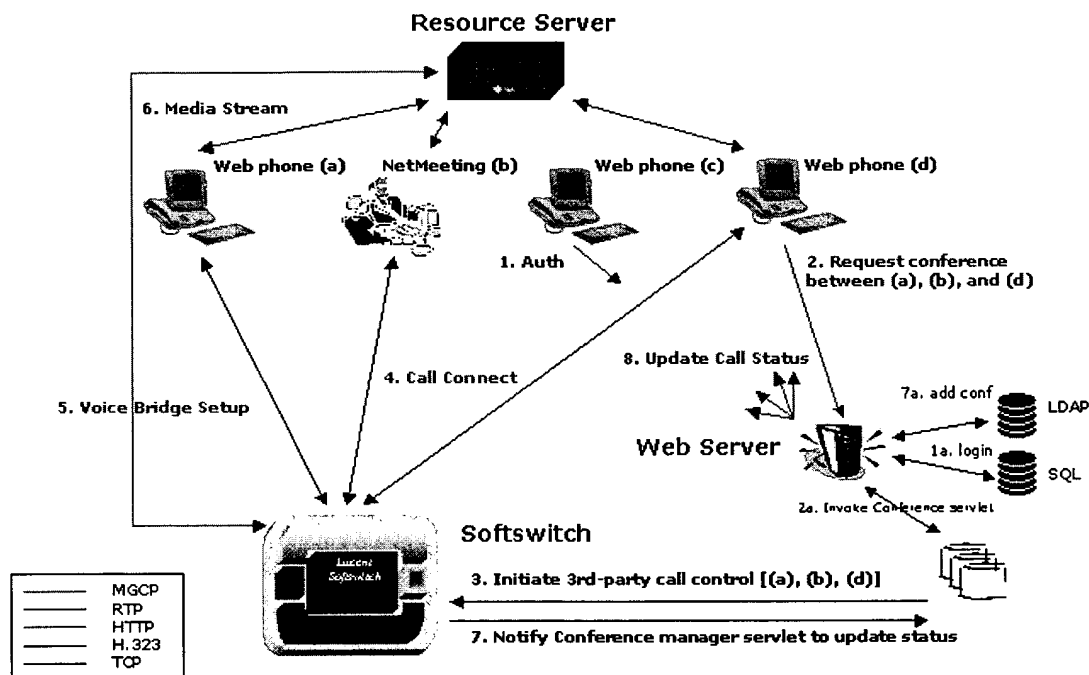 Resource Server
6. Media Stream
Web phone (a)
NetMeeting (b)
Web phone (c)
Web phone (d)
1. Auth
2. Request conference
between (a), (b), and (d)
8. Update Call Status
4. Call Connect
5. Voice Bridge Setup
7a. add conf
LDAP
Web Server
1a. login
SQL
2a. Invoke Conference servlet
Softswitch
Lucent
Softswitch
3. Initiate 3rd-party call control [(a), (b), (d)]
7. Notify Conference manager servlet to update status
MGCP
RTP
HTTP
H.323
TCP